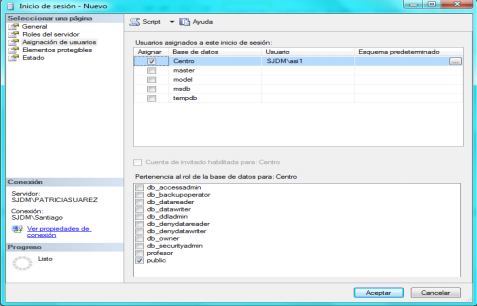 Inicio de sesión - Nuevo
Seleccionar una página
General
Roles del servidor
Asignación de usuarios
Elementos protegibles
Estado
Script
Ayuda
Usuarios asignados a este inicio de sesión:
Asignar Base de datos Usuario Esquema predeterminado
Centro SJDM\asi1 ...
master
model
msdb
tempdb
Cuenta de invitado habilitada para: Centro
Pertenencia al rol de la base de datos para: Centro
db_accessadmin
db_backupoperator
db_datareader
db_datawriter
db_ddladmin
db_denydatareader
db_denydatawriter
db_owner
db_securityadmin
profesor
public
Conexión
Servidor:
SJDM\PATRICIASUAREZ
Conexión:
SJDM\Santiago
Ver propiedades de
conexión
Progreso
Listo
Aceptar Cancelar